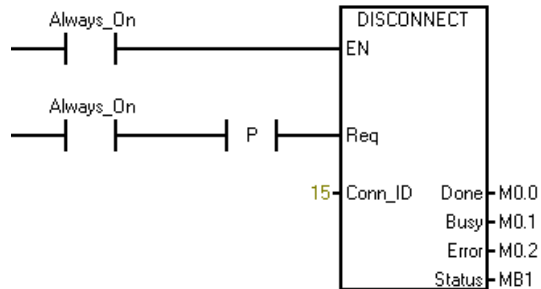 Always_On
DISCONNECT
EN
Always_On
P
Req
15 Conn_ID Done M0.0
Busy M0.1
Error M0.2
Status MB1